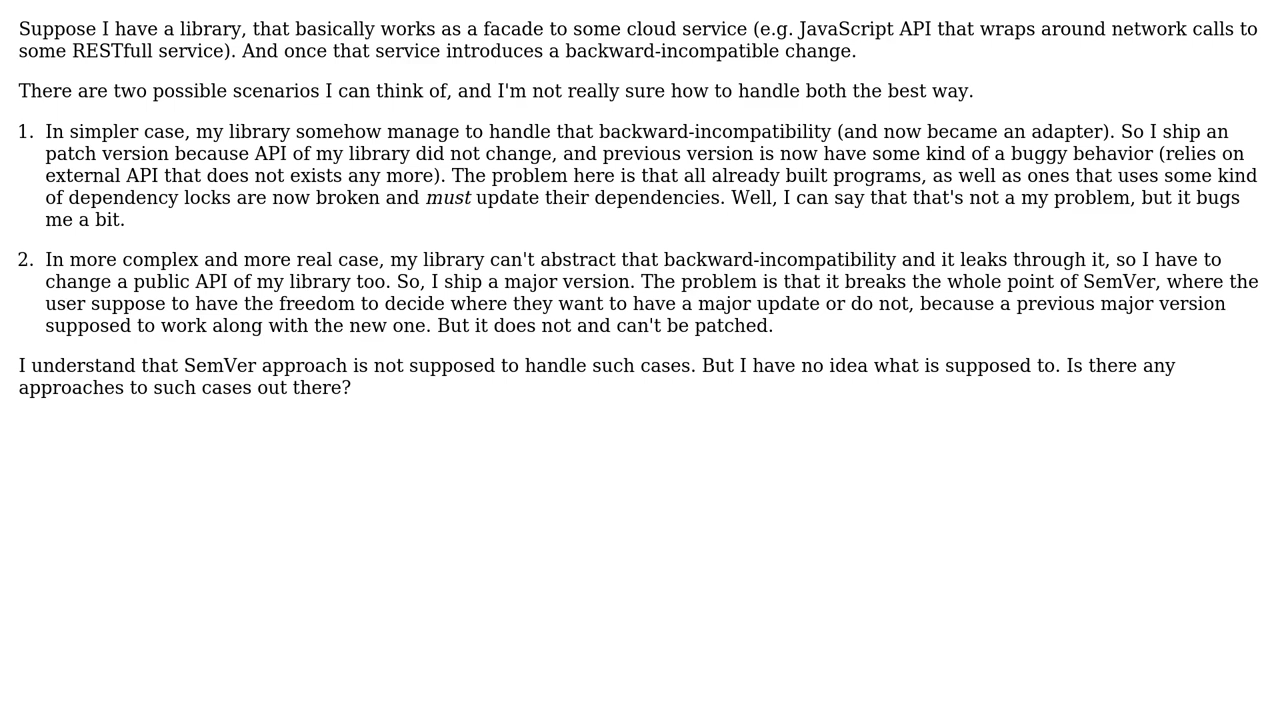 Suppose I have a library, that basically works as a facade to some cloud service (e.g. JavaScript API that wraps around network calls to
some RESTfull service). And once that service introduces a backward-incompatible change.
There are two possible scenarios I can think of, and I'm not really sure how to handle both the best way.
1. In simpler case, my library somehow manage to handle that backward-incompatibility (and now became an adapter). So I ship an
patch version because API of my library did not change, and previous version is now have some kind of a buggy behavior (relies on
external API that does not exists any more). The problem here is that all already built programs, as well as ones that uses some kind
of dependency locks are now broken and must update their dependencies. Well, I can say that that's not a my problem, but it bugs
me a bit.
2. In more complex and more real case, my library can't abstract that backward-incompatibility and it leaks through it, so I have to
change a public API of my library too. So, I ship a major version. The problem is that it breaks the whole point of SemVer, where the
user suppose to have the freedom to decide where they want to have a major update or do not, because a previous major version
supposed to work along with the new one. But it does not and can't be patched.
I understand that SemVer approach is not supposed to handle such cases. But I have no idea what is supposed to. Is there any
approaches to such cases out there?